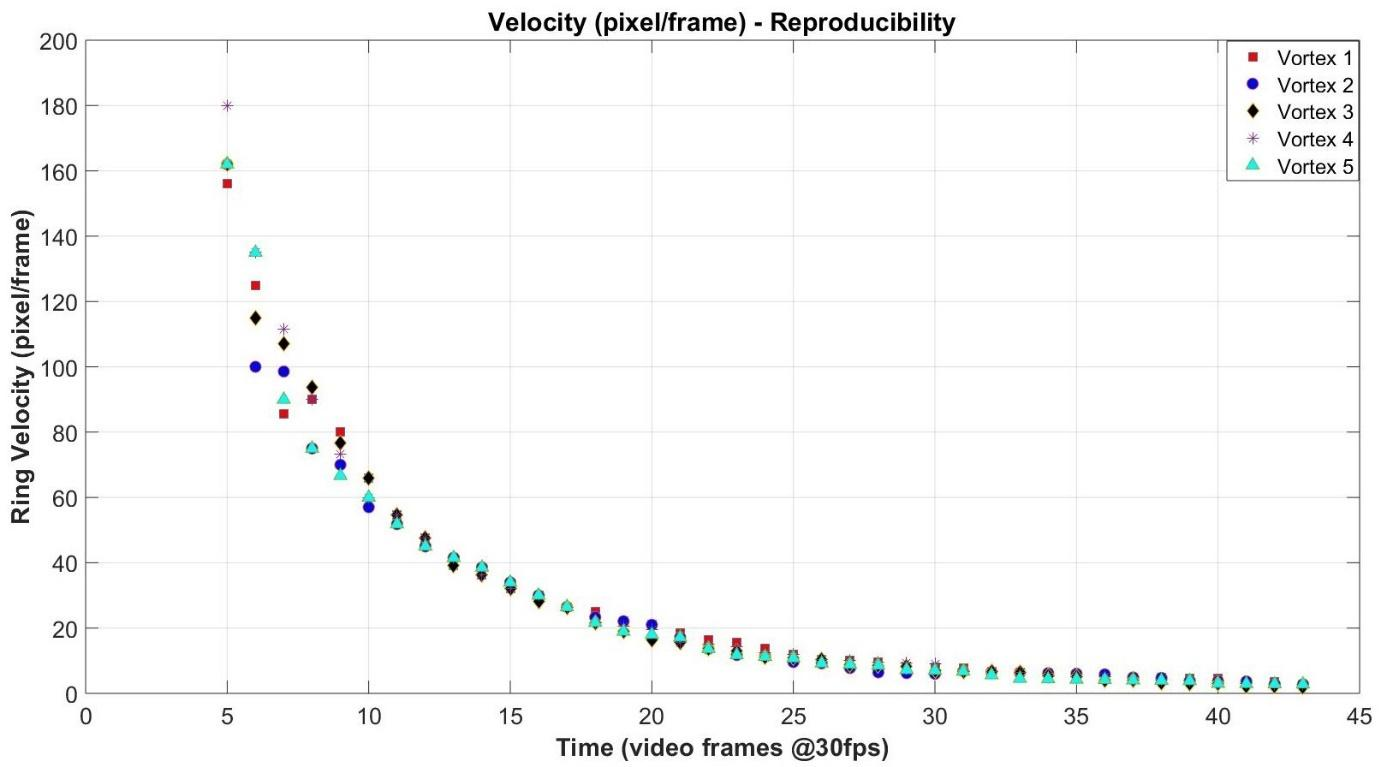 Velocity (pixel/frame) - Reproducibility
200
180
160
140
120
100
80
60
40
20
0
Ring Velocity (pixel/frame)
Vortex 1
Vortex 2
Vortex 3
Vortex 4
Vortex 5
0 5 10 15 20 25 30 35 40 45
Time (video frames @30fps)